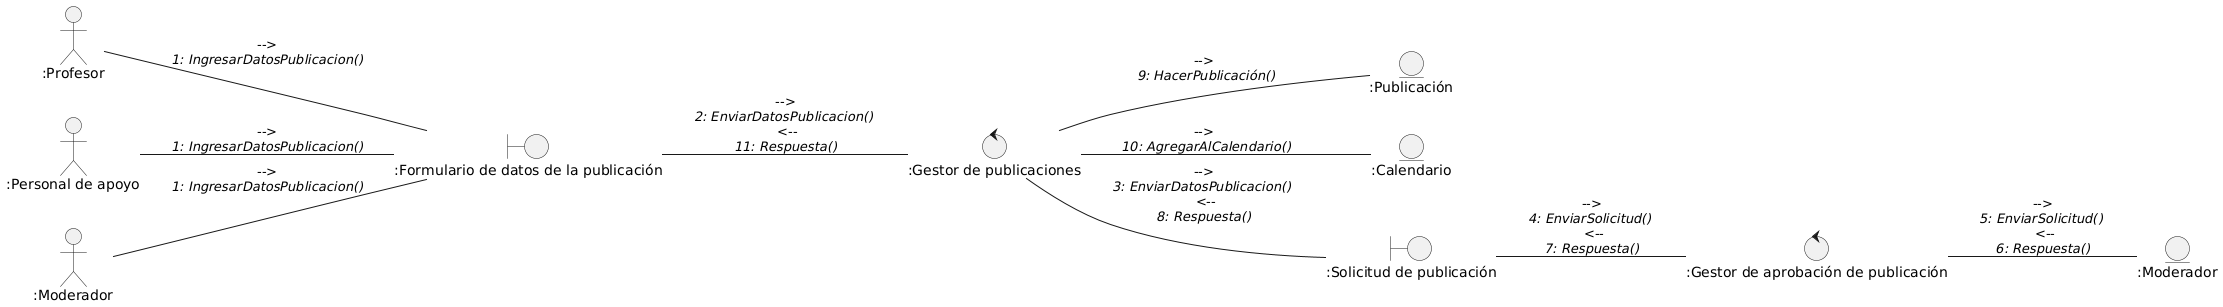 :Profesor
-->
1: IngresarDatosPublicacion()
:Personal de apoyo
-->
1: IngresarDatosPublicacion()
:Moderador
-->
1: IngresarDatosPublicacion()
:Formulario de datos de la publicación
-->
2: EnviarDatosPublicacion()
<--
11: Respuesta()
:Gestor de publicaciones
-->
9: HacerPublicación()
:Publicación
-->
10: AgregarAlCalendario()
:Calendario
-->
3: EnviarDatosPublicacion()
<--
8: Respuesta()
:Solicitud de publicación
-->
4: EnviarSolicitud()
<--
7: Respuesta()
:Gestor de aprobación de publicación
-->
5: EnviarSolicitud()
<--
6: Respuesta()
:Moderador